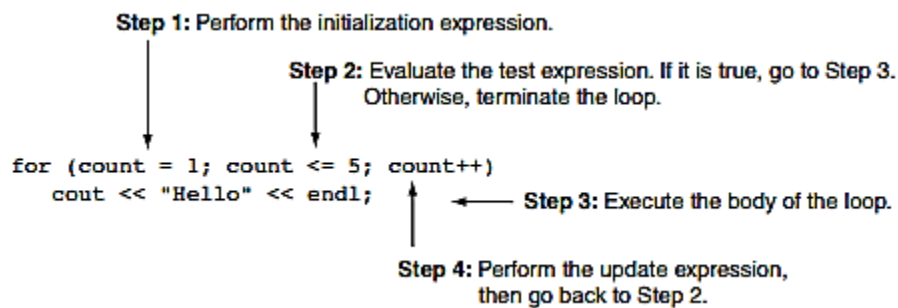 Step 1: Perform the initialization expression.
Step 2: Evaluate the test expression. If it is true, go to Step 3.
Otherwise, terminate the loop.
for (count = 1; count <= 5; count++)
cout << "Hello" << endl;
Step 3: Execute the body of the loop.
Step 4: Perform the update expression,
then go back to Step 2.